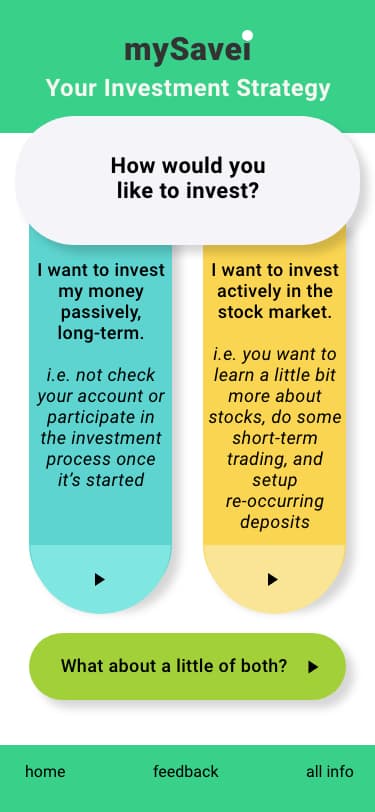 mySavei
Your Investment Strategy
How would you
like to invest?
I want to invest
my money
passively,
long-term.
i.e. not check
your account or
participate in
the investment
process once
it’s started
I want to invest
actively in the
stock market.
i.e. you want to
learn a little bit
more about
stocks, do some
short-term
trading, and
setup
re-occurring
deposits
What about a little of both?
home feedback all info